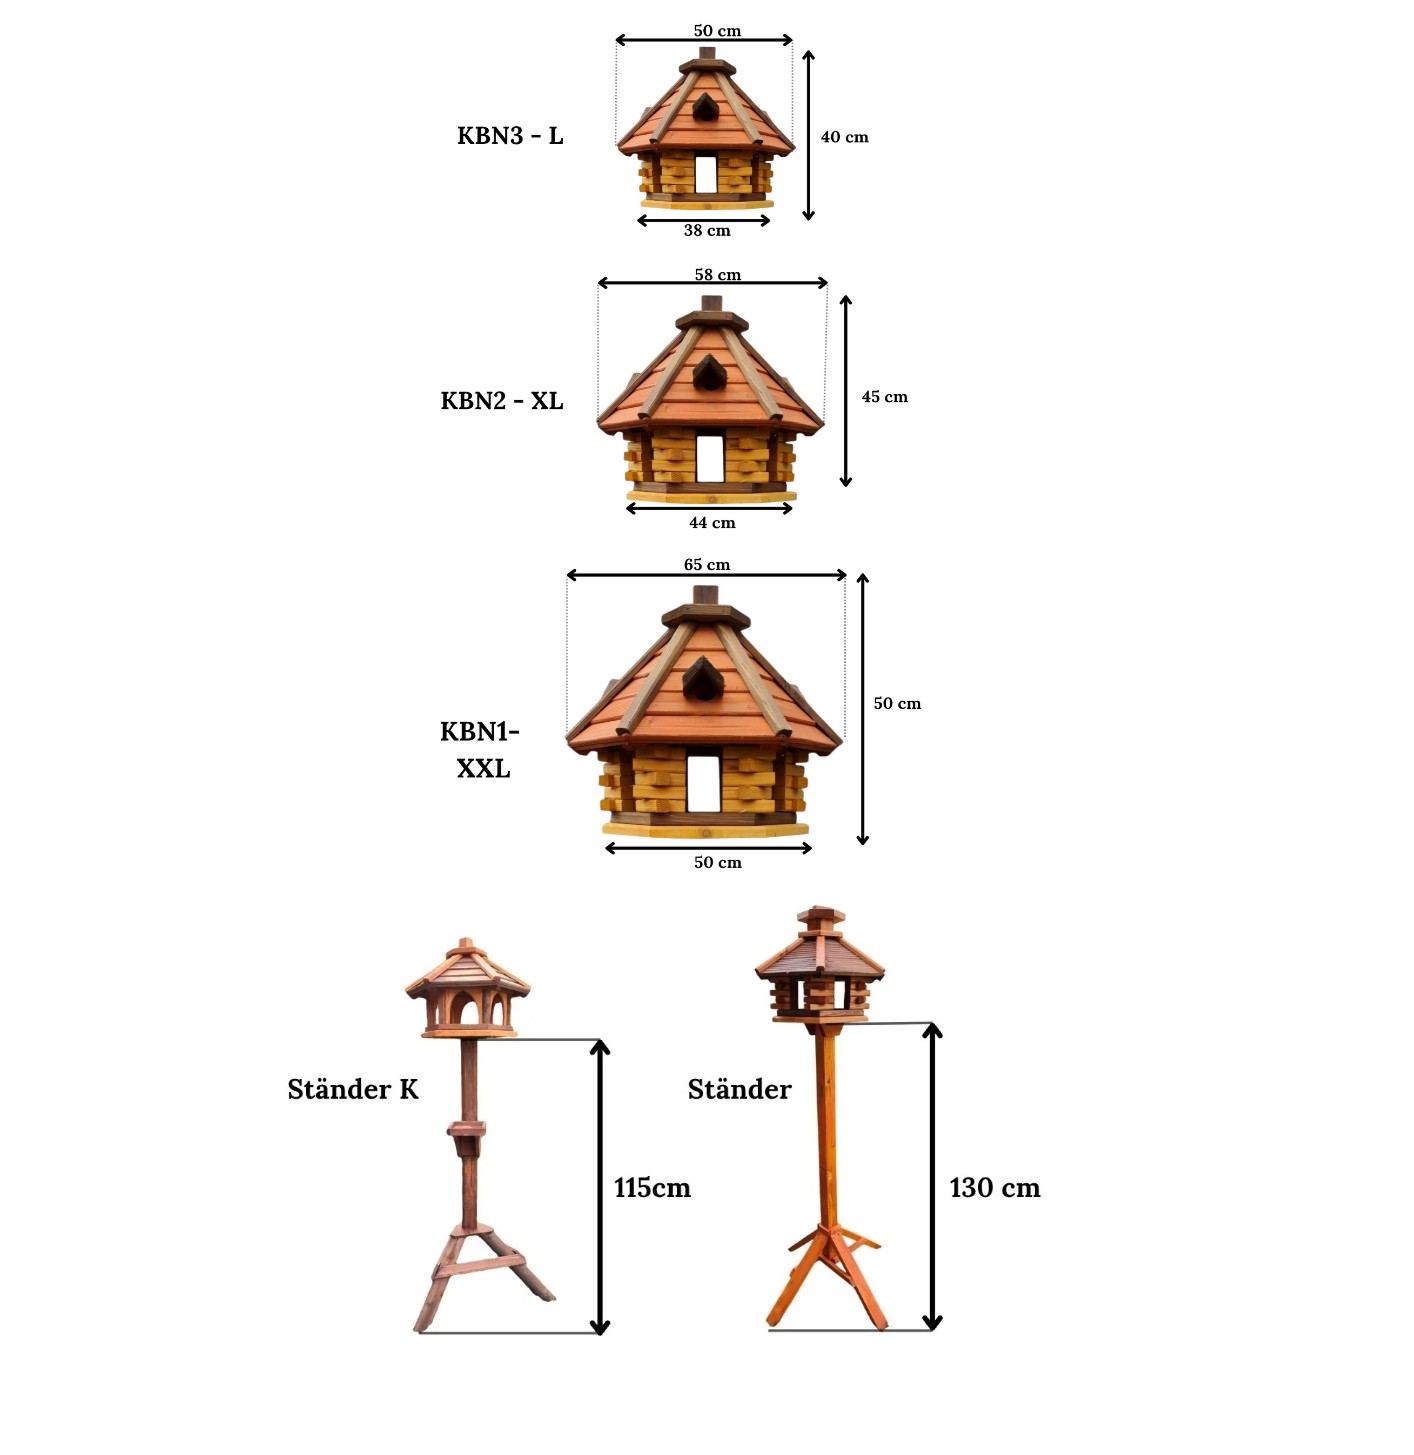 50 cm
KBN3 - L
40 cm
38 cm
58 cm
KBN2 - XL
45 cm
44 cm
65 cm
KBN1-
XXL
50 cm
50 cm
Ständer K
115cm
Ständer
130 cm